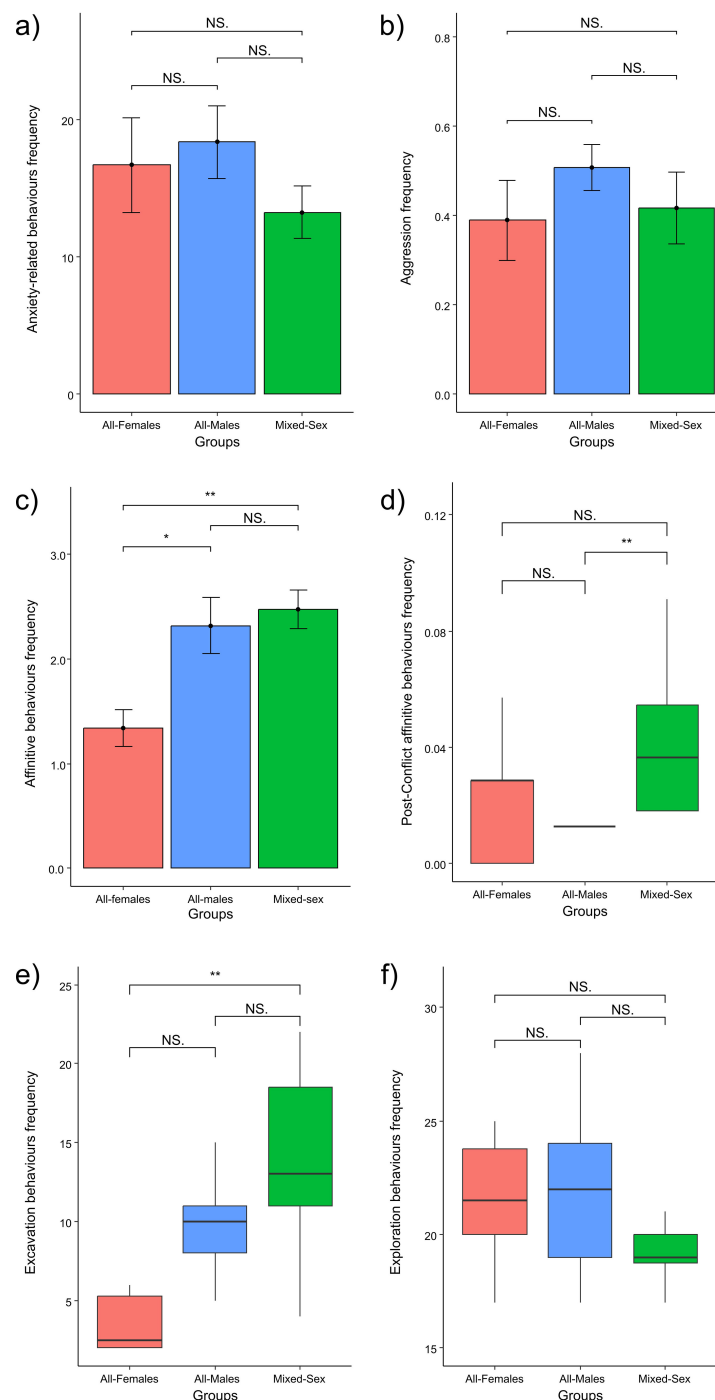 a)
NS.
NS.
NS.
Anxiety-related behaviours frequency
20
10
0
All-Females All-Males Mixed-Sex
Groups
b)
NS.
NS.
NS.
Aggression frequency
0.8
0.6
0.4
0.2
0.0
All-Females All-Males Mixed-Sex
Groups
c)
**
NS.
*
Affinitive behaviours frequency
3.0
2.0
1.0
0.0
All-females All-males Mixed-sex
Groups
d)
NS.
**
NS.
Post-Conflict affinitive behaviours frequency
0.12
0.08
0.04
0.00
All-Females All-Males Mixed-Sex
Groups
e)
**
NS.
NS.
Excavation behaviours frequency
25
20
15
10
5
All-Females All-Males Mixed-Sex
Groups
f)
NS.
NS.
NS.
Exploration behaviours frequency
30
25
20
15
All-Females All-Males Mixed-Sex
Groups